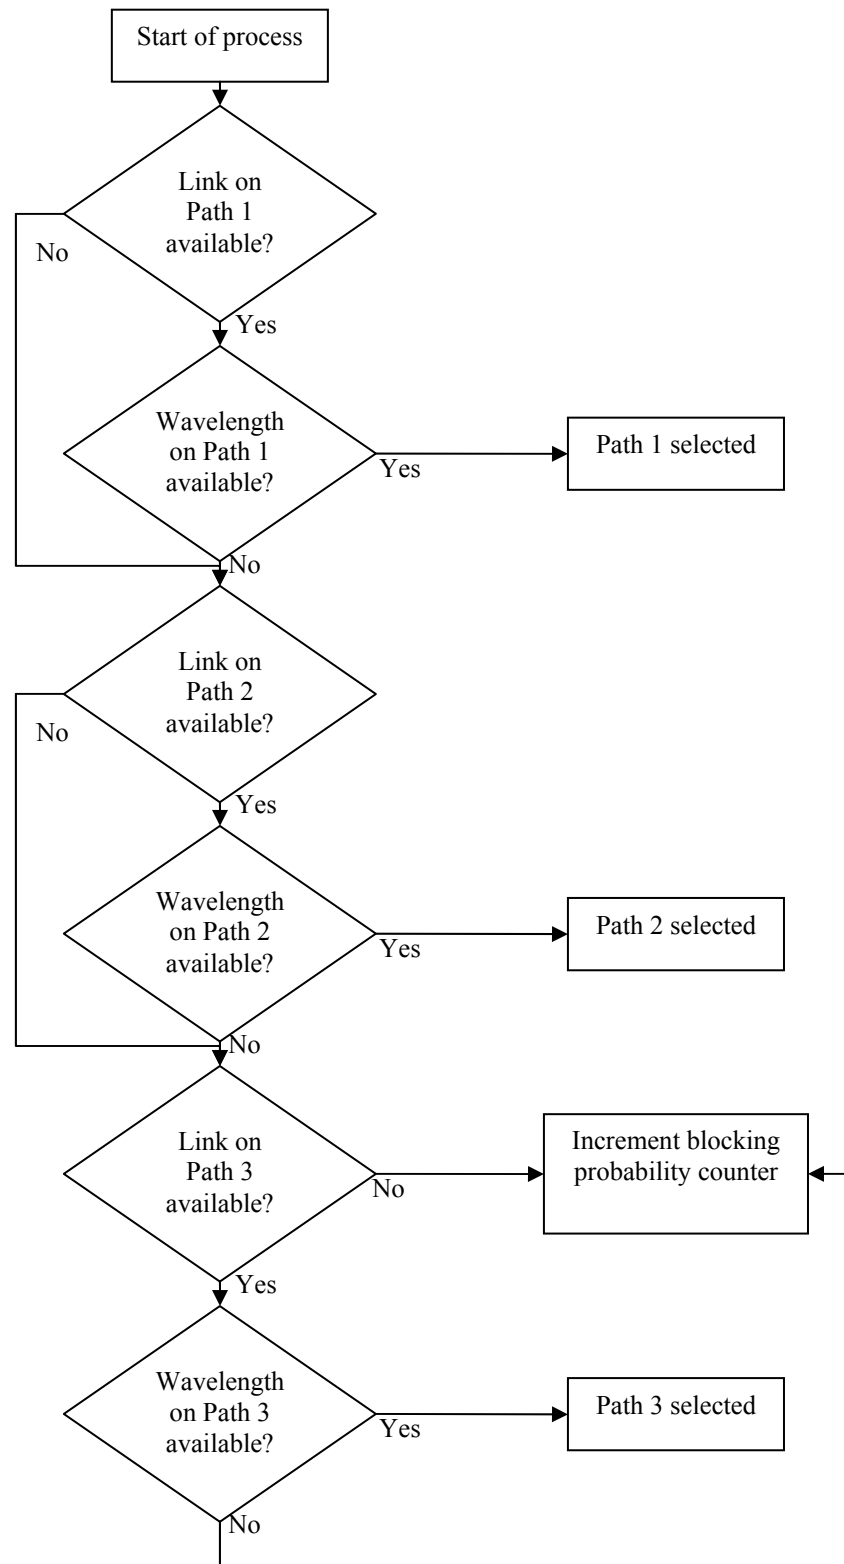 Start of process
Link on
Path 1
available?
No
Yes
Wavelength
on Path 1
available?
Yes
Path 1 selected
No
Link on
Path 2
available?
No
Yes
Wavelength
on Path 2
available?
Yes
Path 2 selected
No
Link on
Path 3
available?
No
Increment blocking
probability counter
Yes
Wavelength
on Path 3
available?
Yes
Path 3 selected
No